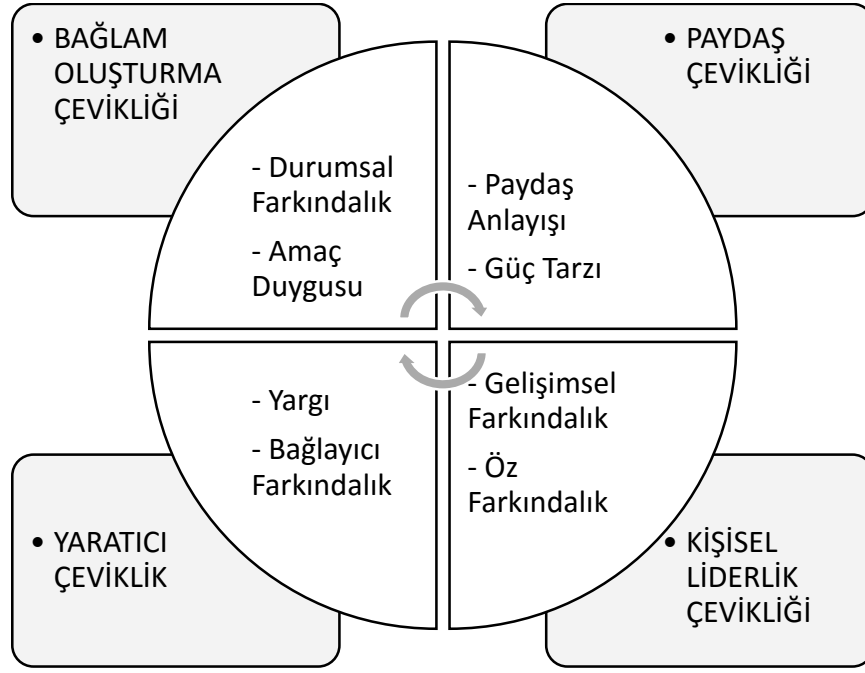 • BAĞLAM
OLUŞTURMA
ÇEVİKLİĞİ
• PAYDAŞ
ÇEVİKLİĞİ
- Durumsal
Farkındalık
- Amaç
Duygusu
- Paydaş
Anlayışı
- Güç Tarzı
- Yargı
- Bağlayıcı
Farkındalık
- Gelişimsel
Farkındalık
- Öz
Farkındalık
• YARATICI
ÇEVİKLİK
• KİŞİSEL
LİDERLİK
ÇEVİKLİĞİ